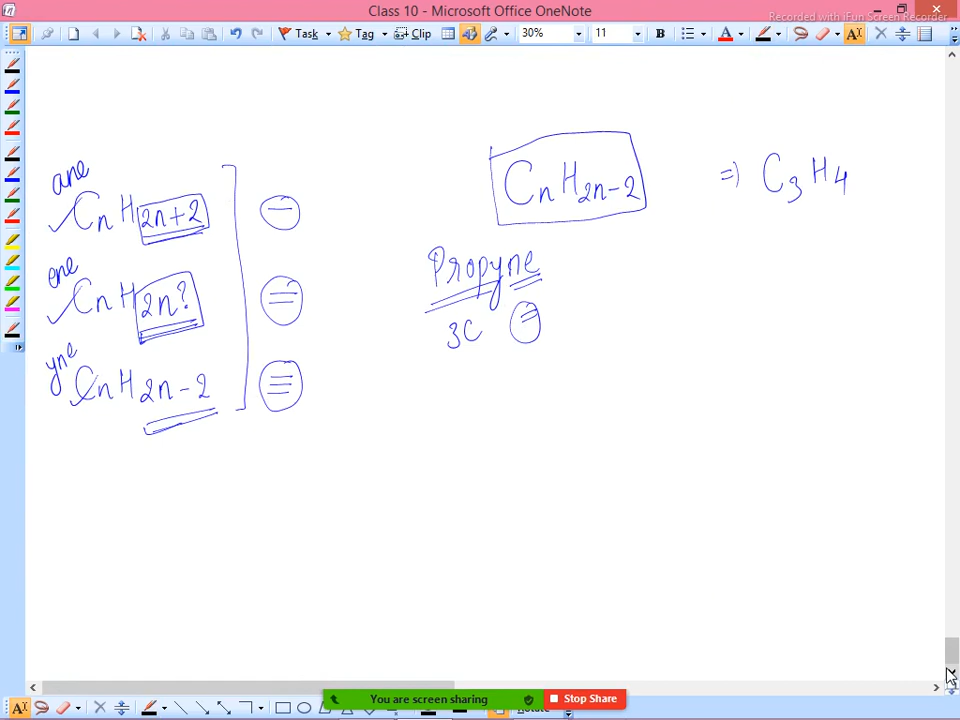 Class 10 - Microsoft Office OneNote
Recorded with iFun Screen Recorder
Task Tag Clip 30% 11 B A
ane
CnH2n+2
ene
CnH2n?
yne
CnH2n-2
CnH2n-2 => C3H4
Propyne
3C
You are screen sharing Stop Share